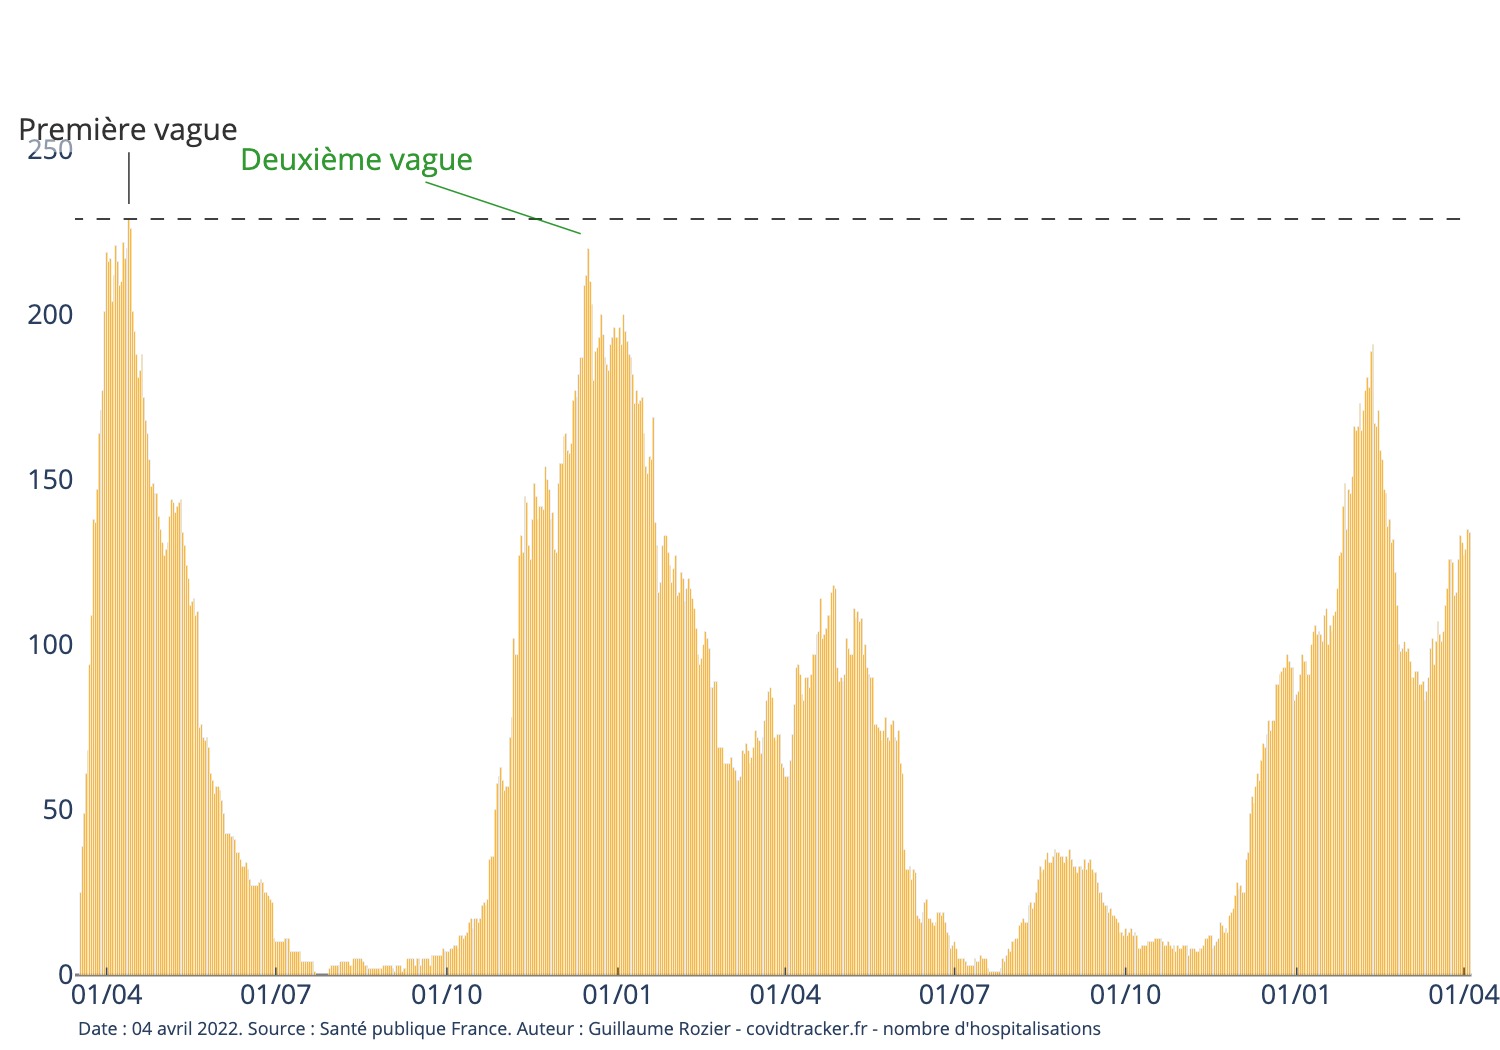 Première vague
250
Deuxième vague
200
150
100
50
0
01/04 01/07 01/10 01/01 01/04 01/07 01/10 01/01 01/04
Date : 04 avril 2022. Source : Santé publique France. Auteur : Guillaume Rozier - covidtracker.fr - nombre d'hospitalisations